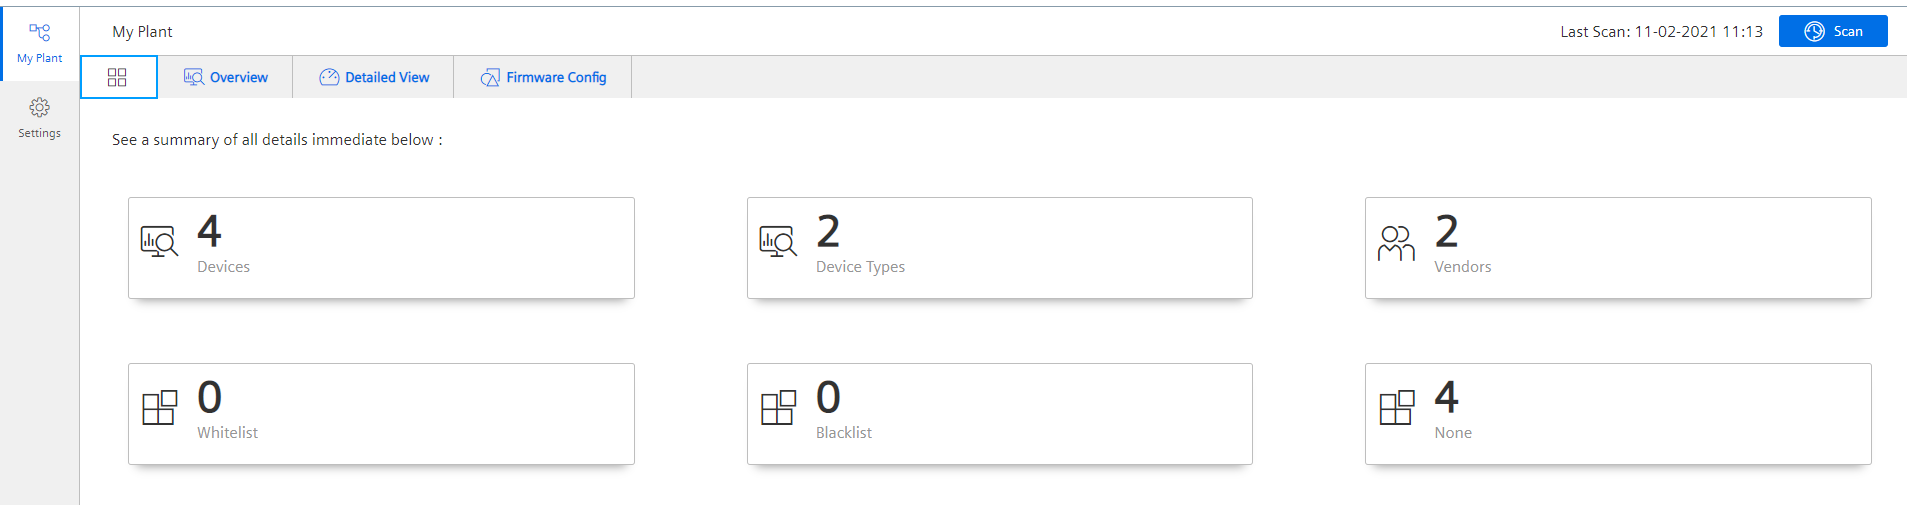 My Plant
Settings
My Plant
Last Scan: 11-02-2021 11:13
Scan
Overview
Detailed View
Firmware Config
See a summary of all details immediate below :
4
Devices
2
Device Types
2
Vendors
0
Whitelist
0
Blacklist
4
None